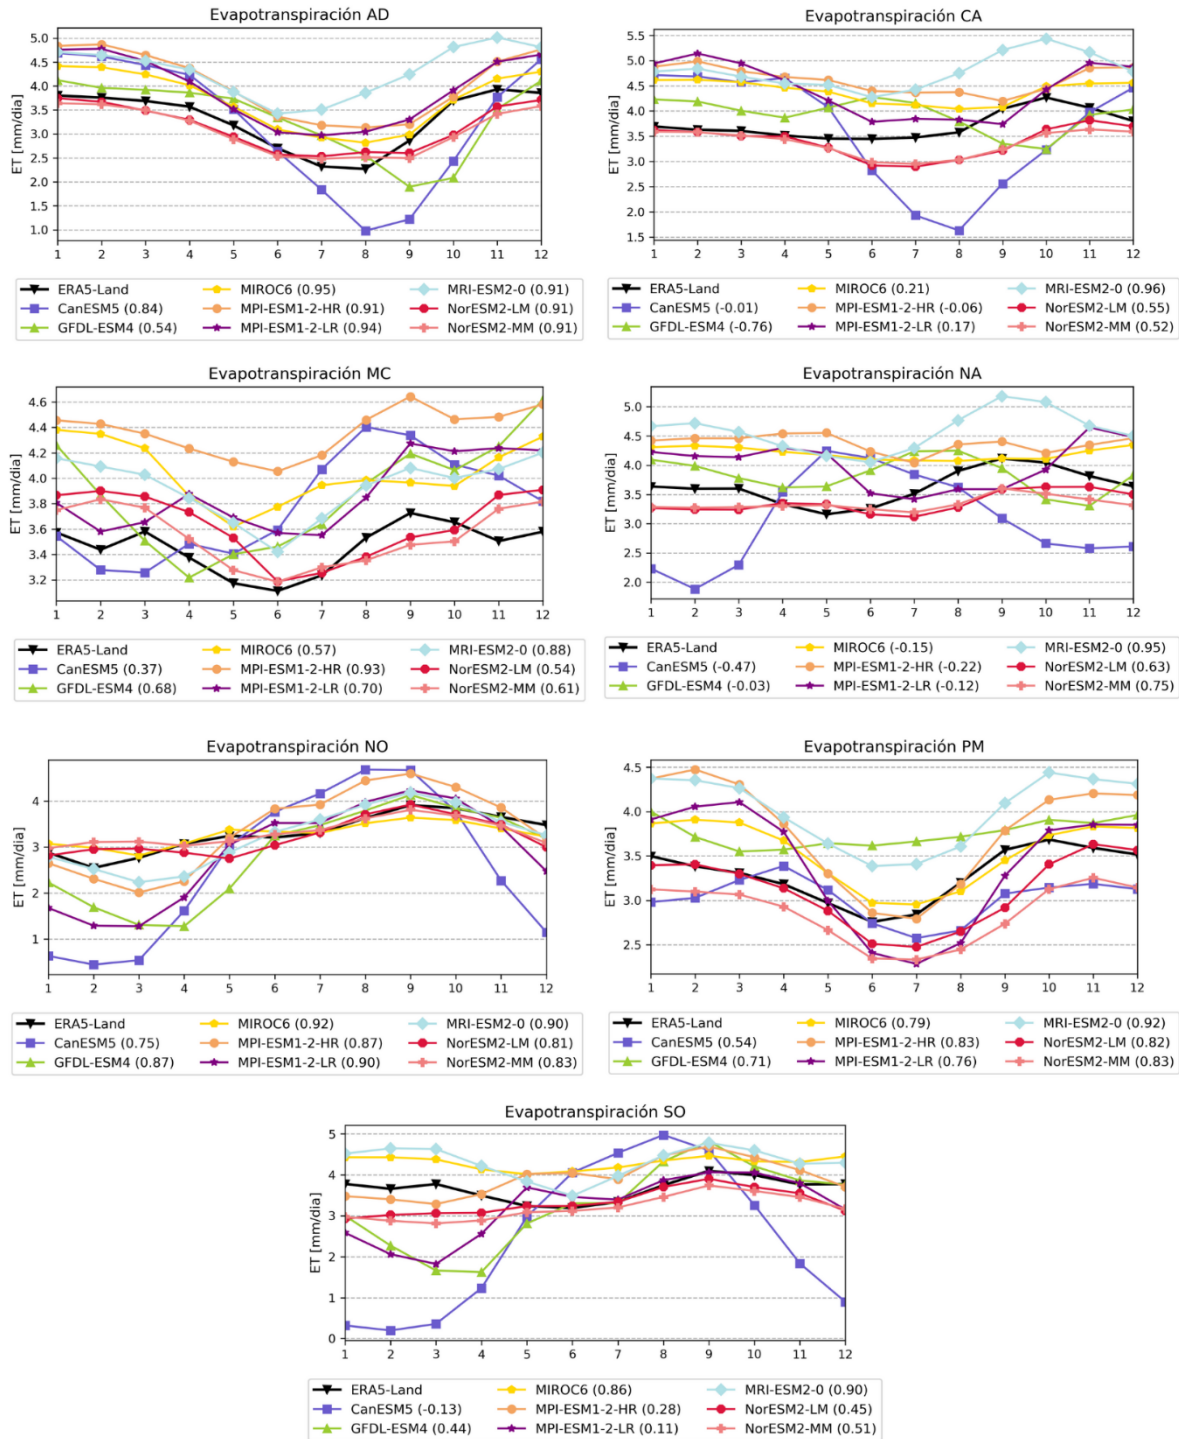 Evapotranspiración AD
ET [mm/dia]
5.0
4.5
4.0
3.5
3.0
2.5
2.0
1.5
1.0
1 2 3 4 5 6 7 8 9 10 11 12
ERA5-Land MIROC6 (0.95) MRI-ESM2-0 (0.91)
CanESM5 (0.84) MPI-ESM1-2-HR (0.91) NorESM2-LM (0.91)
GFDL-ESM4 (0.54) MPI-ESM1-2-LR (0.94) NorESM2-MM (0.91)
Evapotranspiración CA
ET [mm/dia]
5.5
5.0
4.5
4.0
3.5
3.0
2.5
2.0
1.5
1 2 3 4 5 6 7 8 9 10 11 12
ERA5-Land MIROC6 (0.21) MRI-ESM2-0 (0.96)
CanESM5 (-0.01) MPI-ESM1-2-HR (-0.06) NorESM2-LM (0.55)
GFDL-ESM4 (-0.76) MPI-ESM1-2-LR (0.17) NorESM2-MM (0.52)
Evapotranspiración MC
ET [mm/dia]
4.6
4.4
4.2
4.0
3.8
3.6
3.4
3.2
1 2 3 4 5 6 7 8 9 10 11 12
ERA5-Land MIROC6 (0.57) MRI-ESM2-0 (0.88)
CanESM5 (0.37) MPI-ESM1-2-HR (0.93) NorESM2-LM (0.54)
GFDL-ESM4 (0.68) MPI-ESM1-2-LR (0.70) NorESM2-MM (0.61)
Evapotranspiración NA
ET [mm/dia]
5.0
4.5
4.0
3.5
3.0
2.5
2.0
1 2 3 4 5 6 7 8 9 10 11 12
ERA5-Land MIROC6 (-0.15) MRI-ESM2-0 (0.95)
CanESM5 (-0.47) MPI-ESM1-2-HR (-0.22) NorESM2-LM (0.63)
GFDL-ESM4 (-0.03) MPI-ESM1-2-LR (-0.12) NorESM2-MM (0.75)
Evapotranspiración NO
ET [mm/dia]
4
3
2
1
1 2 3 4 5 6 7 8 9 10 11 12
ERA5-Land MIROC6 (0.92) MRI-ESM2-0 (0.90)
CanESM5 (0.75) MPI-ESM1-2-HR (0.87) NorESM2-LM (0.81)
GFDL-ESM4 (0.87) MPI-ESM1-2-LR (0.90) NorESM2-MM (0.83)
Evapotranspiración PM
ET [mm/dia]
4.5
4.0
3.5
3.0
2.5
1 2 3 4 5 6 7 8 9 10 11 12
ERA5-Land MIROC6 (0.79) MRI-ESM2-0 (0.92)
CanESM5 (0.54) MPI-ESM1-2-HR (0.83) NorESM2-LM (0.82)
GFDL-ESM4 (0.71) MPI-ESM1-2-LR (0.76) NorESM2-MM (0.83)
Evapotranspiración SO
ET [mm/dia]
5
4
3
2
1
0
1 2 3 4 5 6 7 8 9 10 11 12
ERA5-Land MIROC6 (0.86) MRI-ESM2-0 (0.90)
CanESM5 (-0.13) MPI-ESM1-2-HR (0.28) NorESM2-LM (0.45)
GFDL-ESM4 (0.44) MPI-ESM1-2-LR (0.11) NorESM2-MM (0.51)